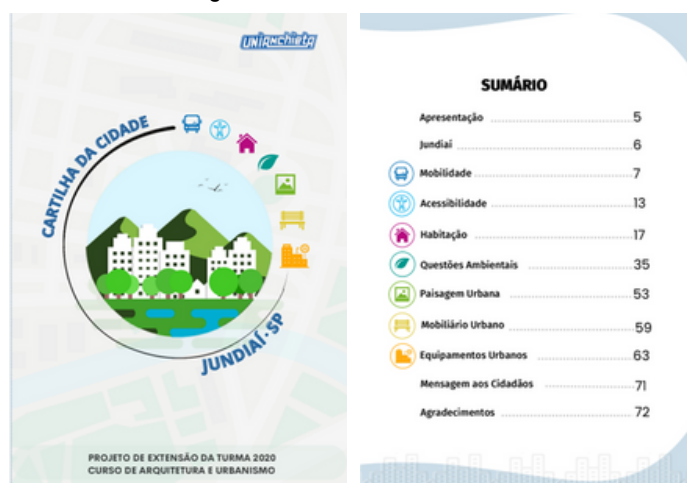 UNIANCHIETA
CARTILHA DA CIDADE
JUNDIAÍ-SP
PROJETO DE EXTENSÃO DA TURMA 2020
CURSO DE ARQUITETURA E URBANISMO
SUMÁRIO
Apresentação 5
Jundiaí 6
Mobilidade 7
Acessibilidade 13
Habitação 17
Questões Ambientais 35
Paisagem Urbana 53
Mobiliário Urbano 59
Equipamentos Urbanos 63
Mensagem aos Cidadãos 71
Agradecimentos 72